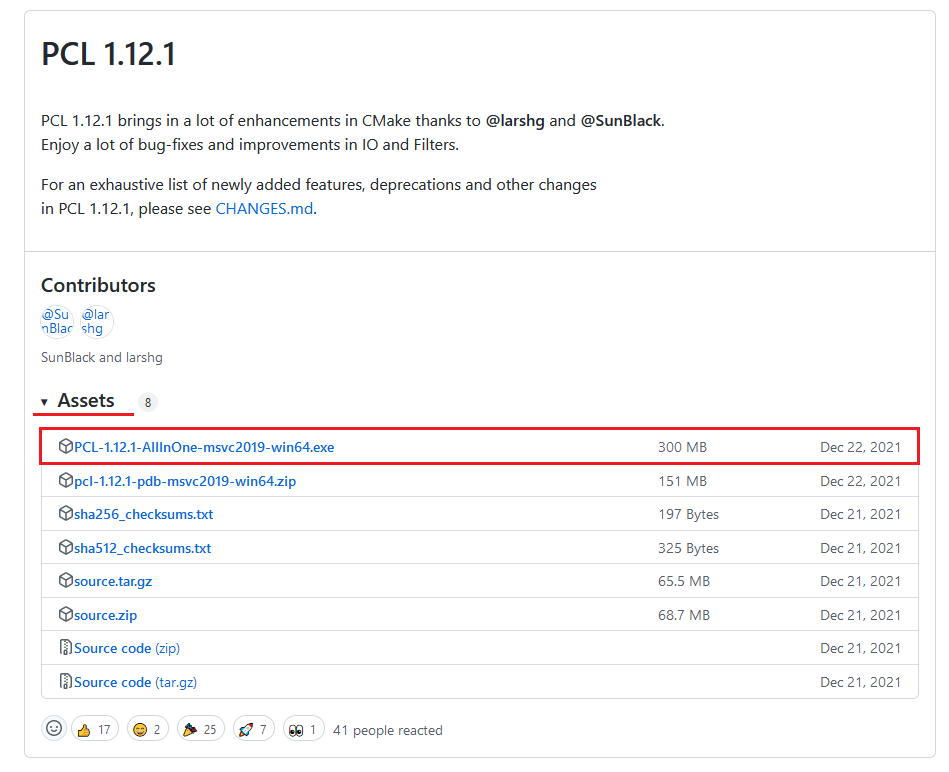 PCL 1.12.1
PCL 1.12.1 brings in a lot of enhancements in CMake thanks to @larshg and @SunBlack.
Enjoy a lot of bug-fixes and improvements in IO and Filters.
For an exhaustive list of newly added features, deprecations and other changes
in PCL 1.12.1, please see CHANGES.md.
Contributors
@Su @lar
nBlac shg
SunBlack and larshg
Assets 8
PCL-1.12.1-AllInOne-msvc2019-win64.exe 300 MB Dec 22, 2021
pcl-1.12.1-pdb-msvc2019-win64.zip 151 MB Dec 22, 2021
sha256_checksums.txt 197 Bytes Dec 21, 2021
sha512_checksums.txt 325 Bytes Dec 21, 2021
source.tar.gz 65.5 MB Dec 21, 2021
source.zip 68.7 MB Dec 21, 2021
Source code (zip) Dec 21, 2021
Source code (tar.gz) Dec 21, 2021
17 2 25 7 1 41 people reacted